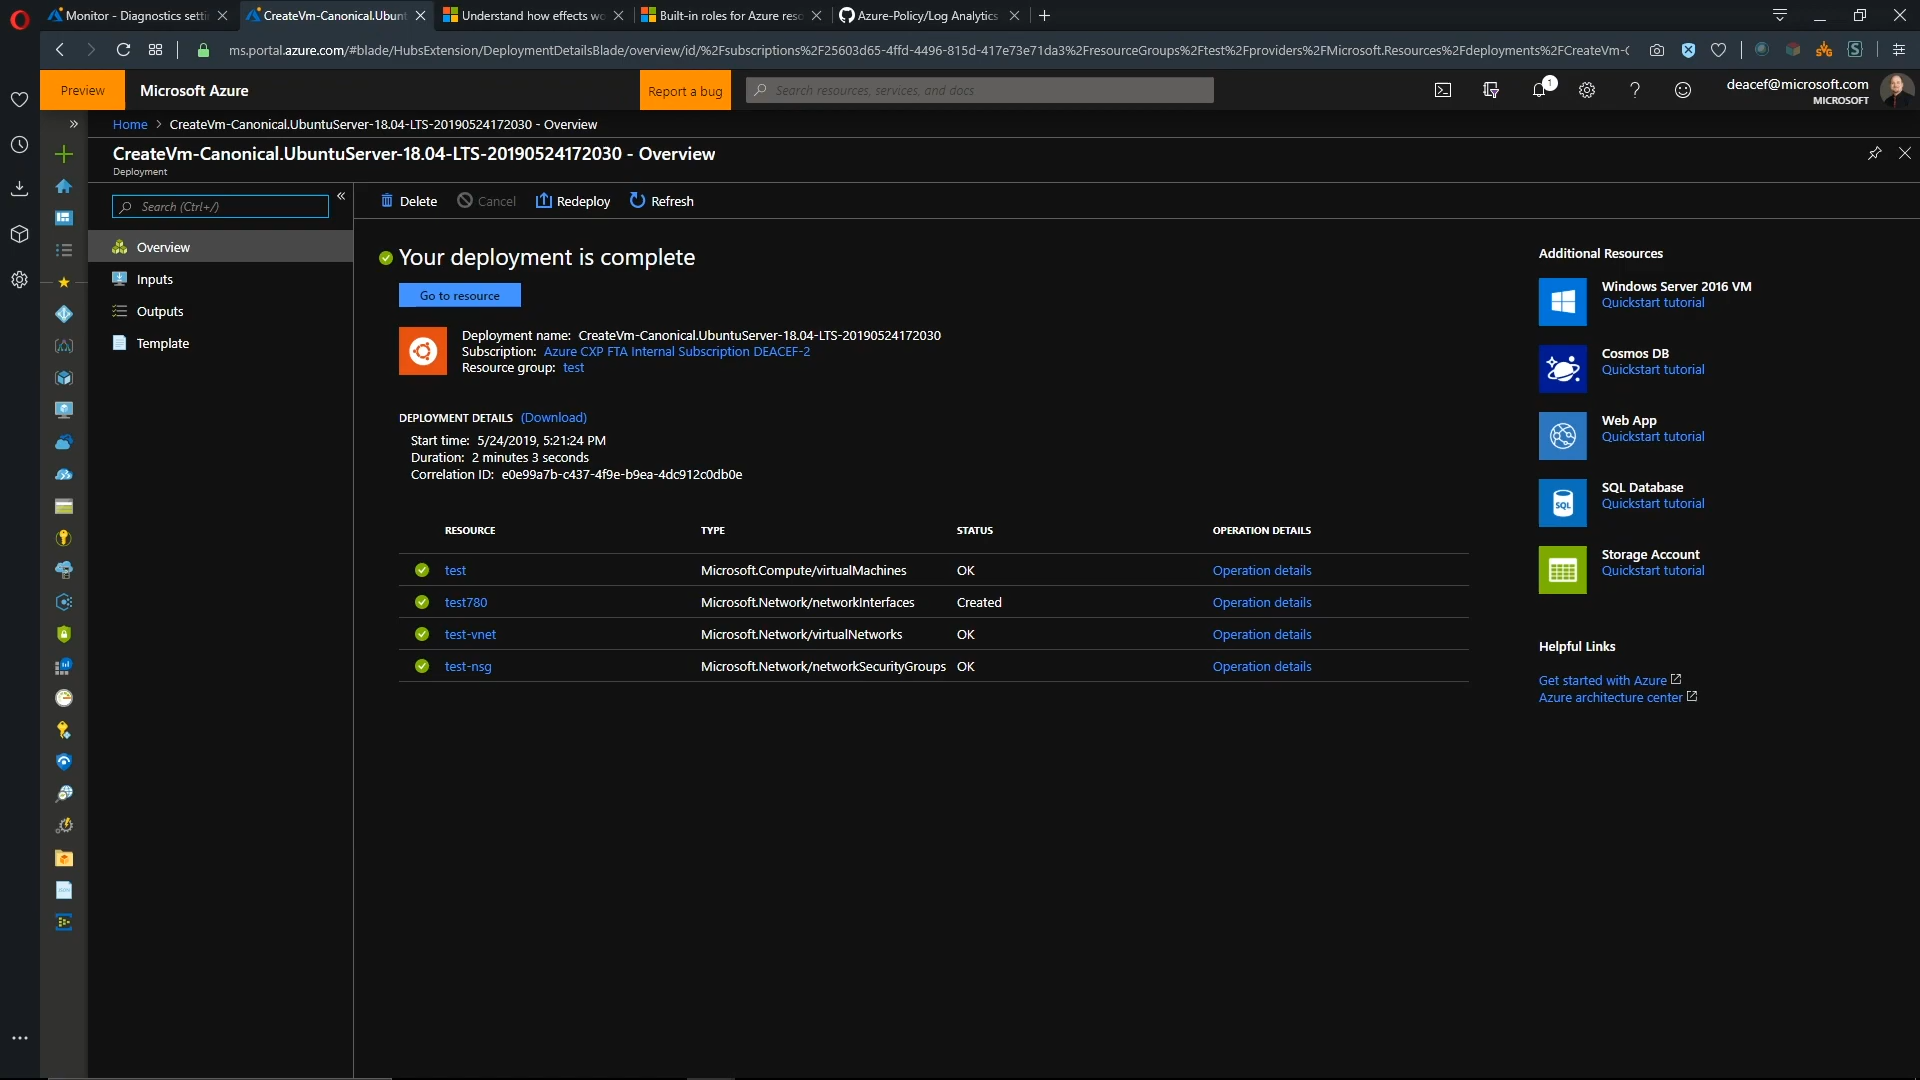 Monitor - Diagnostics setti
CreateVm-Canonical.Ubunt
Understand how effects wo
Built-in roles for Azure reso
Azure-Policy/Log Analytics
ms.portal.azure.com/#blade/HubsExtension/DeploymentDetailsBlade/overview/id/%2Fsubscriptions%2F25603d65-4ffd-4496-815d-417e73e71da3%2FresourceGroups%2Ftest%2Fproviders%2FMicrosoft.Resources%2Fdeployments%2FCreateVm-C
Preview
Microsoft Azure
Report a bug
Search resources, services, and docs
1
deacef@microsoft.com
MICROSOFT
Home > CreateVm-Canonical.UbuntuServer-18.04-LTS-20190524172030 - Overview
CreateVm-Canonical.UbuntuServer-18.04-LTS-20190524172030 - Overview
Deployment
Search (Ctrl+/)
Overview
Inputs
Outputs
Template
Delete
Cancel
Redeploy
Refresh
Your deployment is complete
Go to resource
Deployment name: CreateVm-Canonical.UbuntuServer-18.04-LTS-20190524172030
Subscription: Azure CXP FTA Internal Subscription DEACEF-2
Resource group: test
DEPLOYMENT DETAILS (Download)
Start time: 5/24/2019, 5:21:24 PM
Duration: 2 minutes 3 seconds
Correlation ID: e0e99a7b-c437-4f9e-b9ea-4dc912c0db0e
RESOURCE TYPE STATUS OPERATION DETAILS
test Microsoft.Compute/virtualMachines OK Operation details
test780 Microsoft.Network/networkInterfaces Created Operation details
test-vnet Microsoft.Network/virtualNetworks OK Operation details
test-nsg Microsoft.Network/networkSecurityGroups OK Operation details
Additional Resources
Windows Server 2016 VM
Quickstart tutorial
Cosmos DB
Quickstart tutorial
Web App
Quickstart tutorial
SQL
SQL Database
Quickstart tutorial
Storage Account
Quickstart tutorial
Helpful Links
Get started with Azure
Azure architecture center